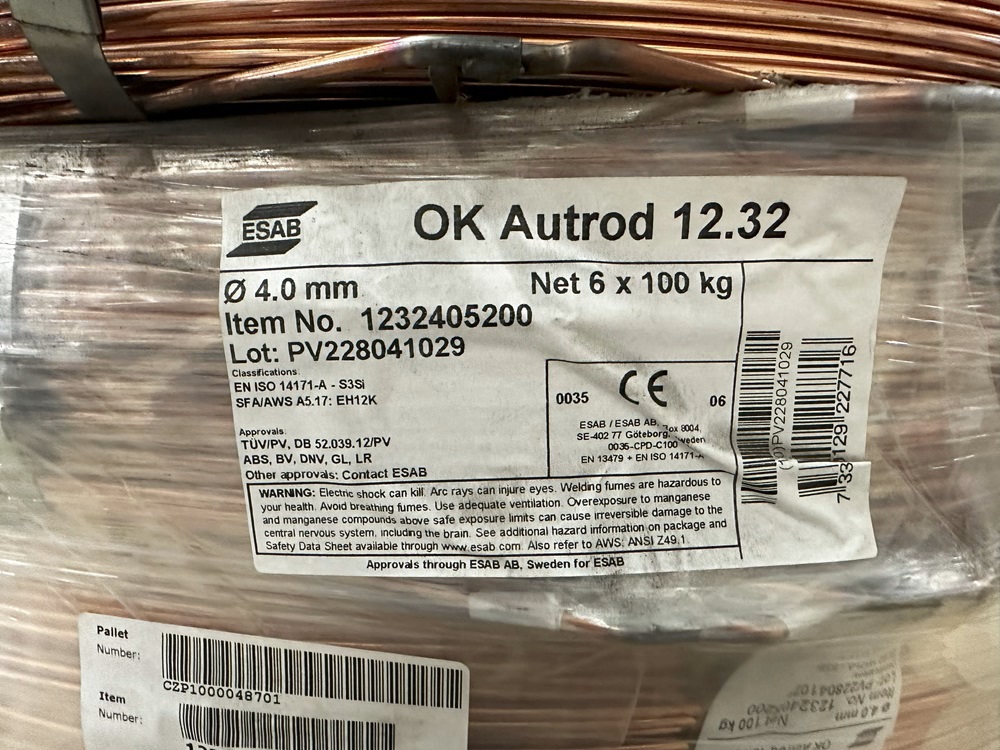 ESAB
OK Autrod 12.32
Ø 4.0 mm
Net 6 x 100 kg
Item No. 1232405200
Lot: PV228041029
Classifications
EN ISO 14171-A - S3Si
SFA/AWS A5.17: EH12K
Approvals
TÜV/PV, DB 52.039.12/PV
ABS, BV, DNV, GL, LR
Other approvals: Contact ESAB
CE
0035
06
ESAB / ESAB AB, Box 8004,
SE-402 77 Göteborg, Sweden
0035-CPD-C100
EN 13479 + EN ISO 14171-A
WARNING: Electric shock can kill. Arc rays can injure eyes. Welding fumes are hazardous to
your health. Avoid breathing fumes. Use adequate ventilation. Overexposure to manganese
and manganese compounds above safe exposure limits can cause irreversible damage to the
central nervous system, including the brain. See additional hazard information on package and
Safety Data Sheet available through www.esab.com. Also refer to AWS: ANSI Z49.1.
Approvals through ESAB AB, Sweden for ESAB
(10)PV228041029
Pallet
Number:
CZP1000048701
Item
Number:
Ø 4.0 mm
Net 100 kg
Item No. 1232405200